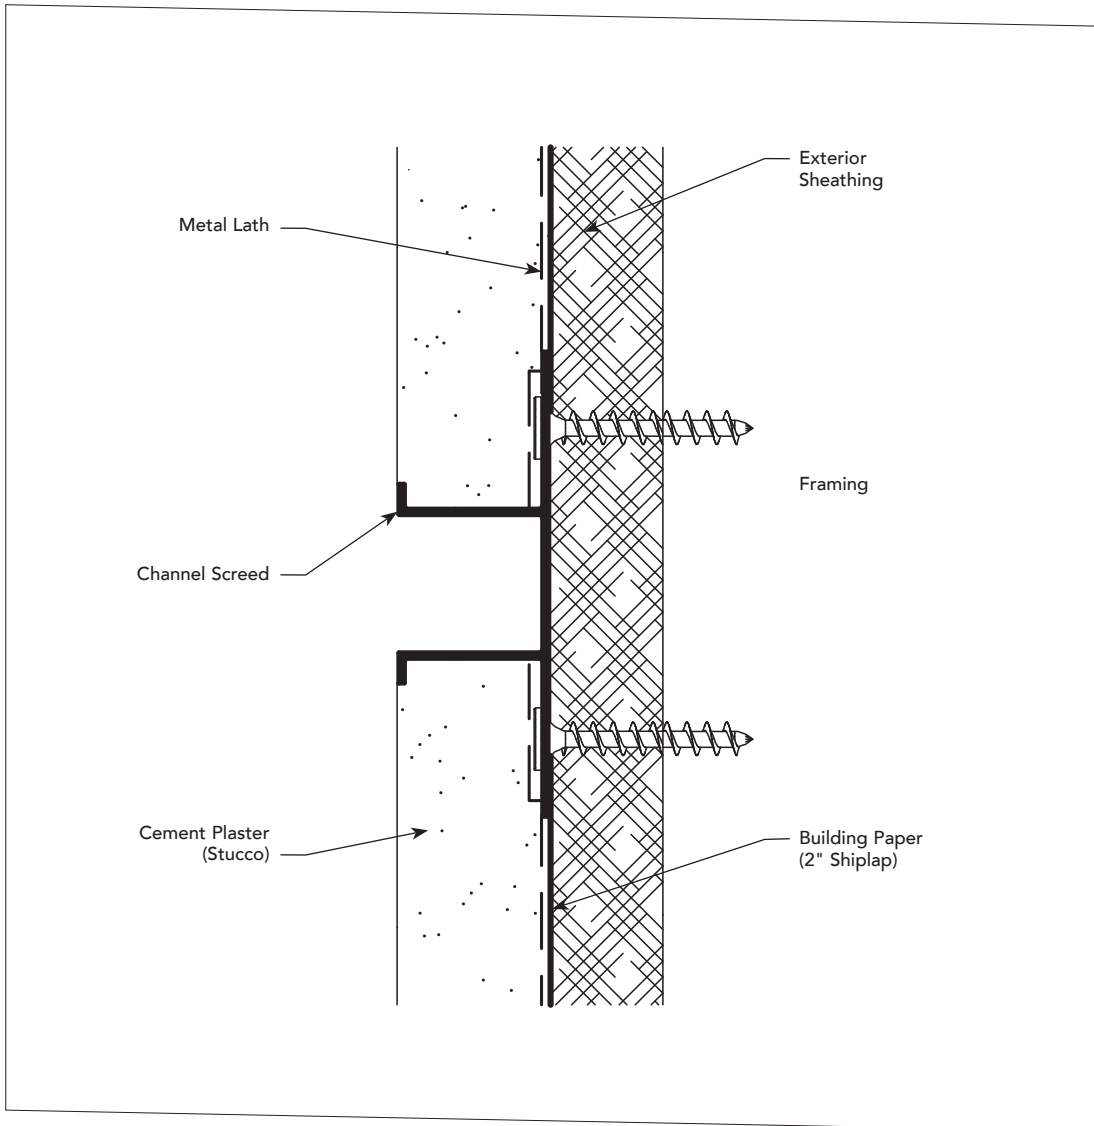 Exterior
Sheathing
Metal Lath
Framing
Channel Screed
Cement Plaster
(Stucco)
Building Paper
(2" Shiplap)